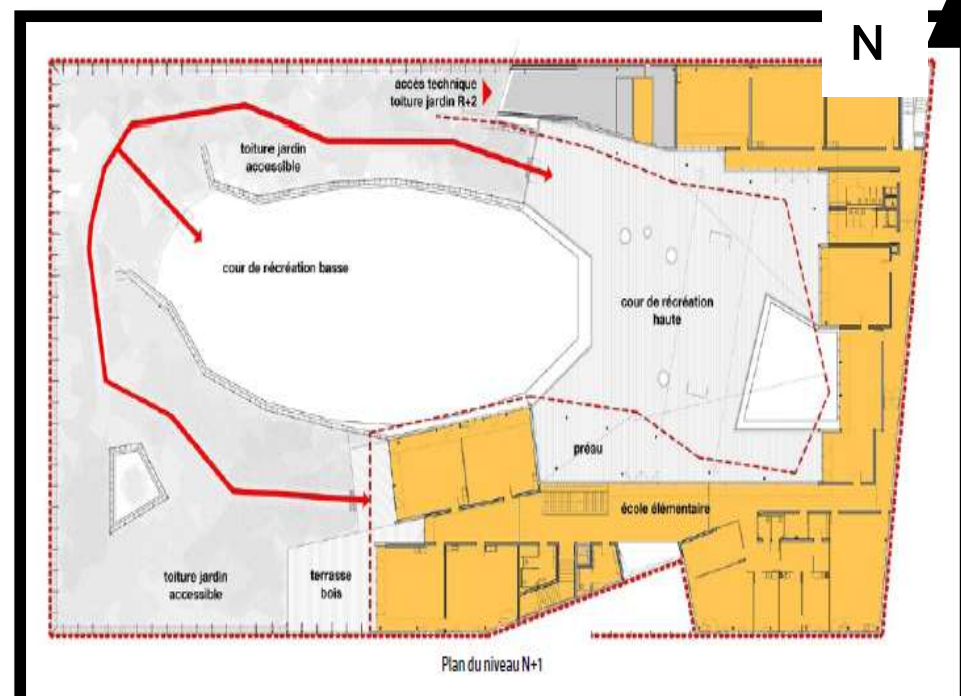 N
accès technique
toiture jardin R+2
toiture jardin
accessible
cour de récréation basse
cour de récréation
haute
préau
école élémentaire
toiture jardin
accessible
terrasse
bois
Plan du niveau N+1